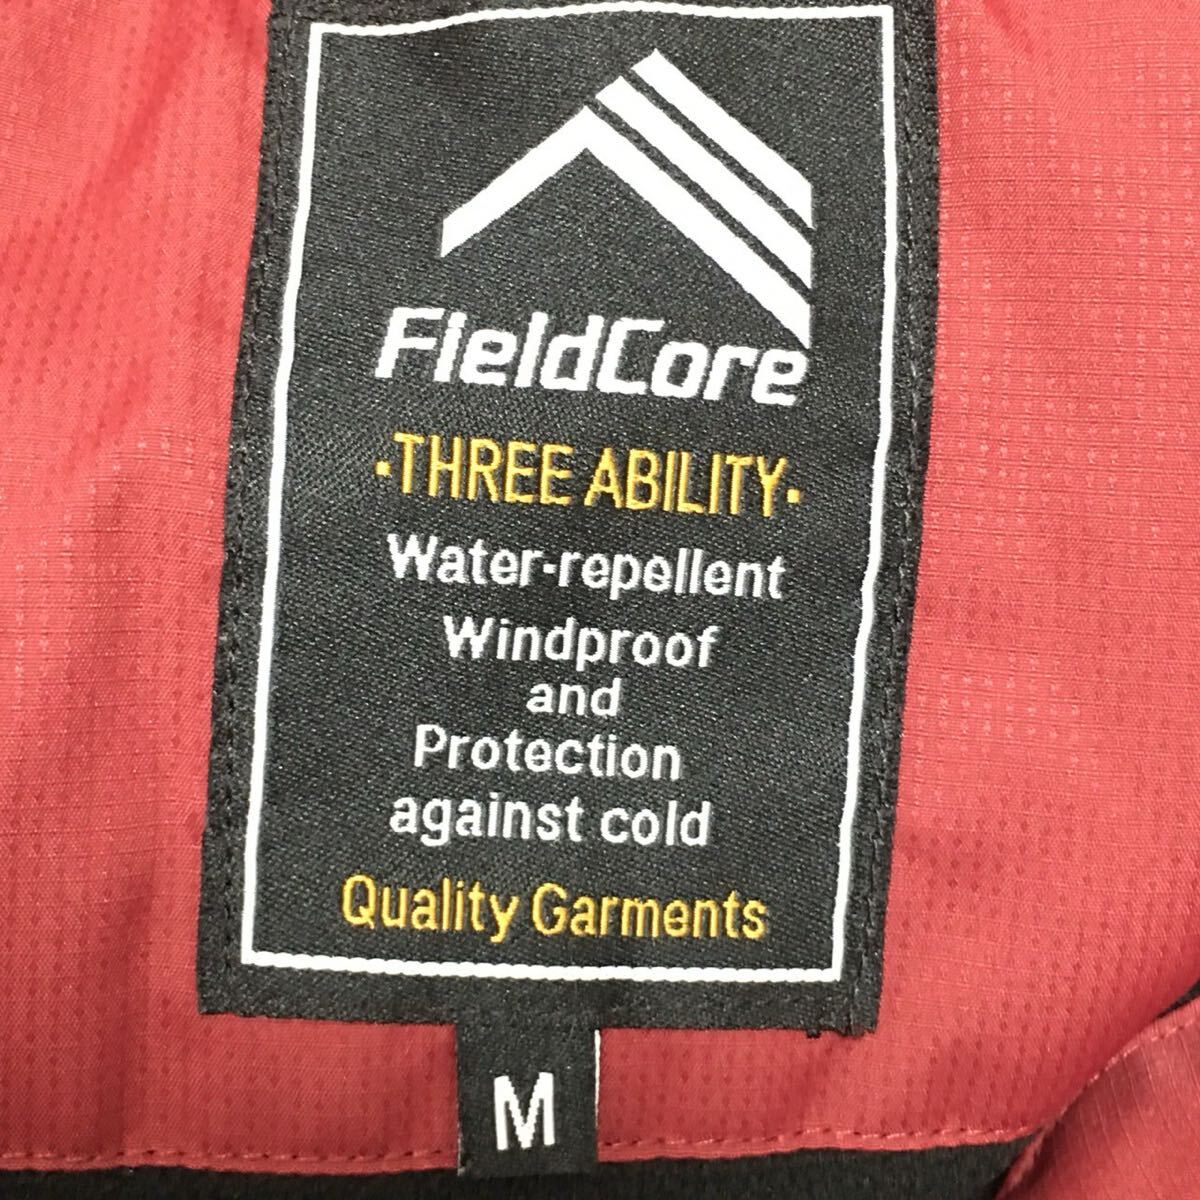 FieldCore
·THREE ABILITY·
Water-repellent
Windproof
and
Protection
against cold
Quality Garments
M